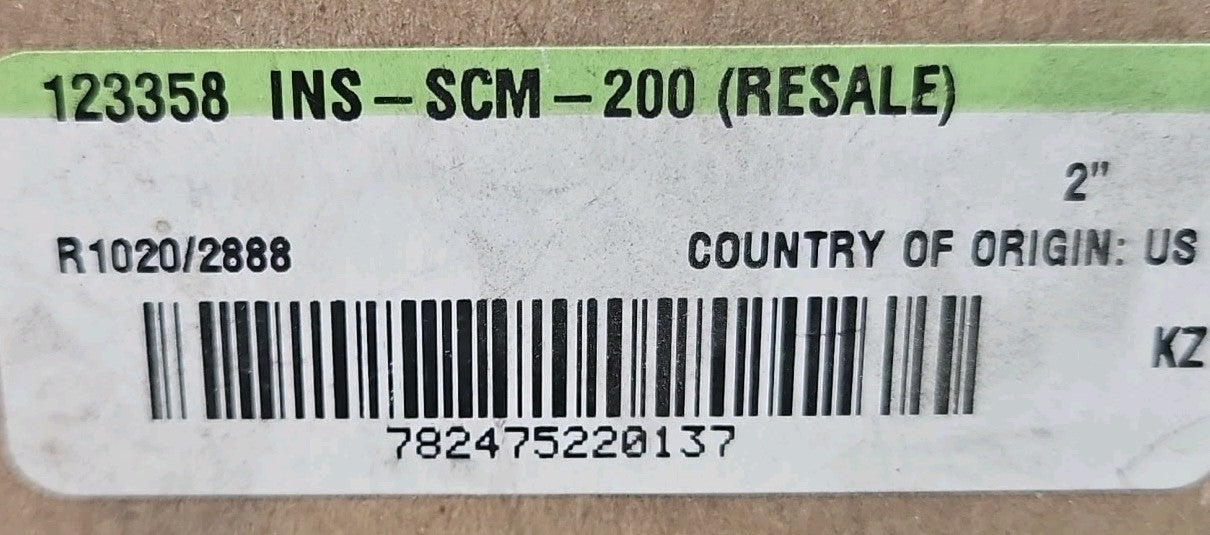 123358 INS-SCM-200 (RESALE)
2"
R1020/2888 COUNTRY OF ORIGIN: US
KZ
782475220137